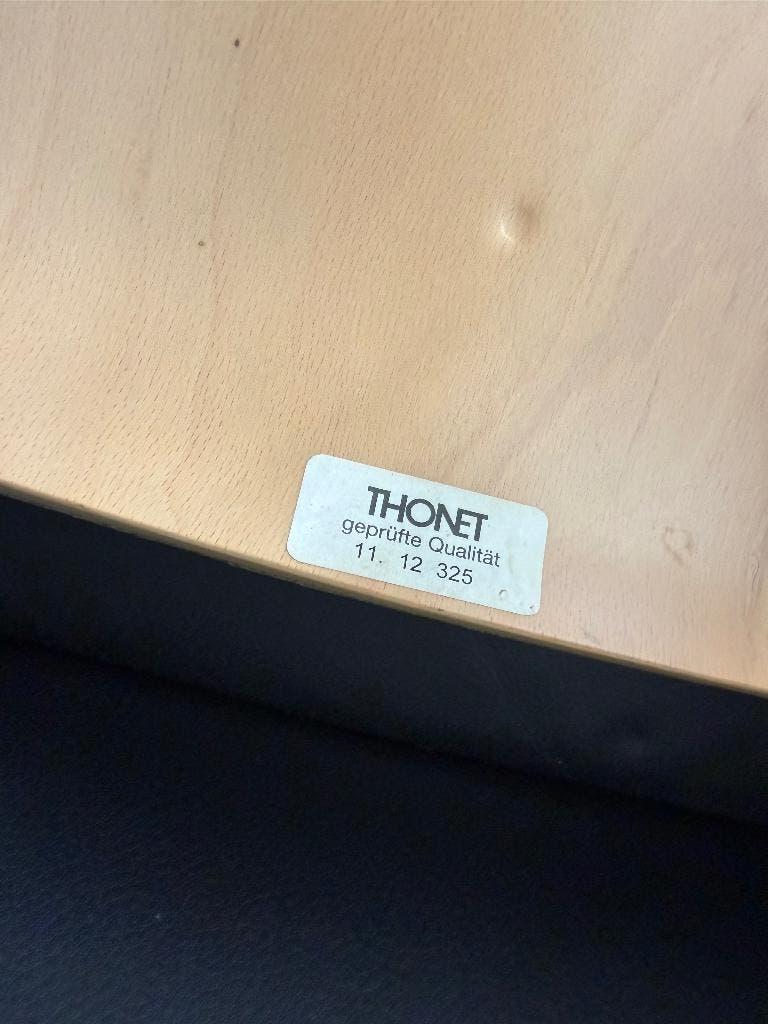 THONET
geprüfte Qualität
11. 12 325